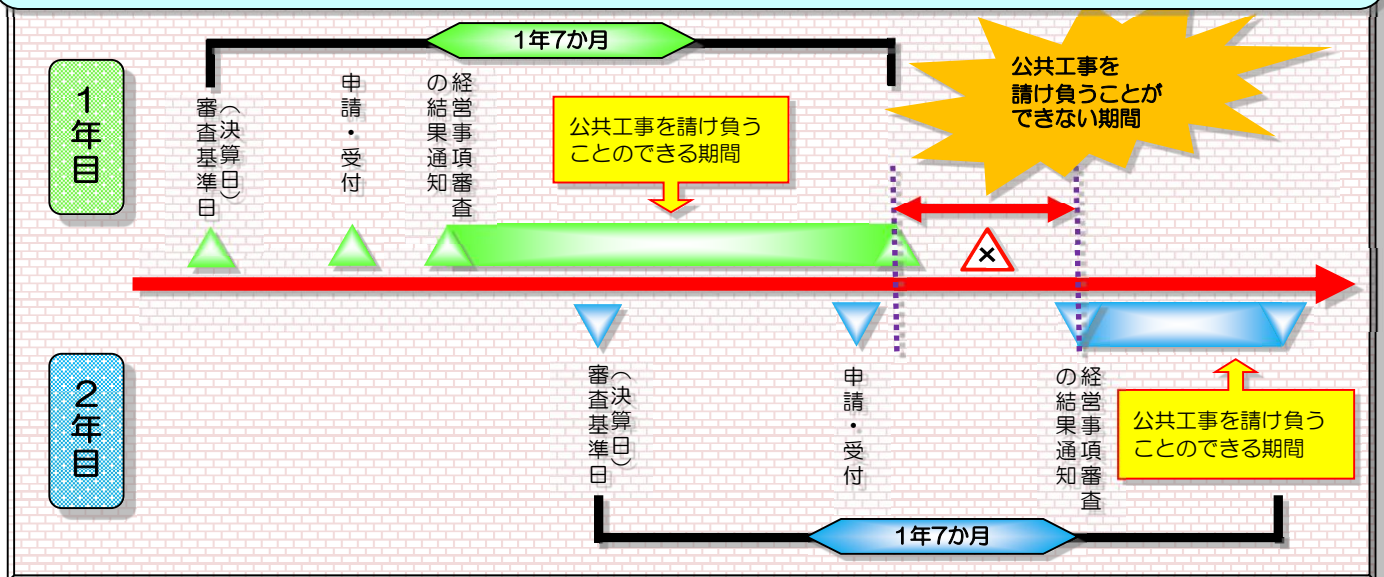 1年7か月
公共工事を
請け負うことが
できない期間
1年目
審査基準日
（決算日）
申請・受付
経営事項審査
の結果通知
公共工事を請け負う
ことのできる期間
×
2年目
審査基準日
（決算日）
申請・受付
経営事項審査
の結果通知
公共工事を請け負う
ことのできる期間
1年7か月